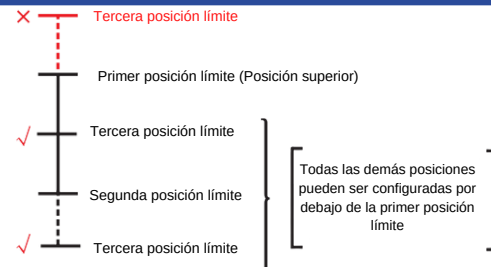 × Tercera posición límite
Primer posición límite (Posición superior)
√ Tercera posición límite
Segunda posición límite
√ Tercera posición límite
Todas las demás posiciones
pueden ser configuradas por
debajo de la primer posición
límite